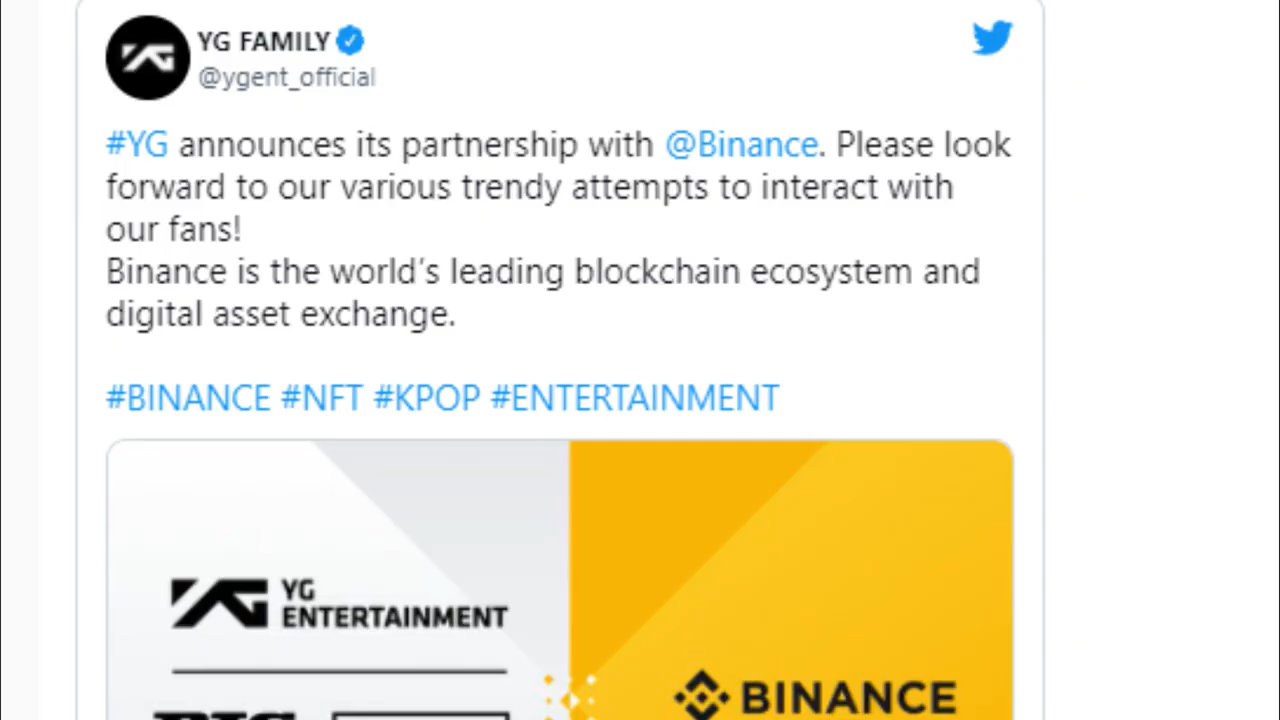 YG FAMILY
@ygent_official
#YG announces its partnership with @Binance. Please look
forward to our various trendy attempts to interact with
our fans!
Binance is the world’s leading blockchain ecosystem and
digital asset exchange.
#BINANCE #NFT #KPOP #ENTERTAINMENT
YG YG
ENTERTAINMENT
BINANCE